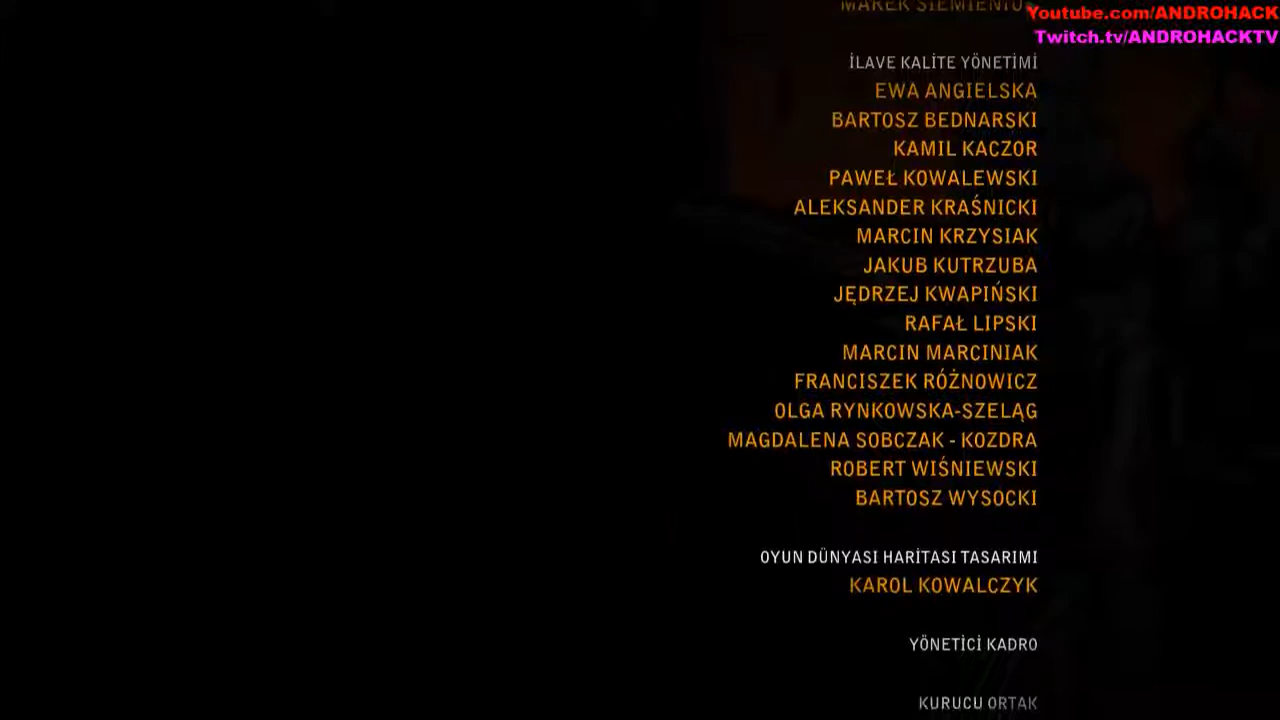 MAREK SIEMIENIUK
Youtube.com/ANDROHACK
Twitch.tv/ANDROHACKTV
İLAVE KALİTE YÖNETİMİ
EWA ANGIELSKA
BARTOSZ BEDNARSKI
KAMIL KACZOR
PAWEŁ KOWALEWSKI
ALEKSANDER KRAŚNICKI
MARCIN KRZYSIAK
JAKUB KUTRZUBA
JĘDRZEJ KWAPIŃSKI
RAFAŁ LIPSKI
MARCIN MARCINIAK
FRANCISZEK RÓŻNOWICZ
OLGA RYNKOWSKA-SZELĄG
MAGDALENA SOBCZAK - KOZDRA
ROBERT WIŚNIEWSKI
BARTOSZ WYSOCKI
OYUN DÜNYASI HARİTASI TASARIMI
KAROL KOWALCZYK
YÖNETİCİ KADRO
KURUCU ORTAK